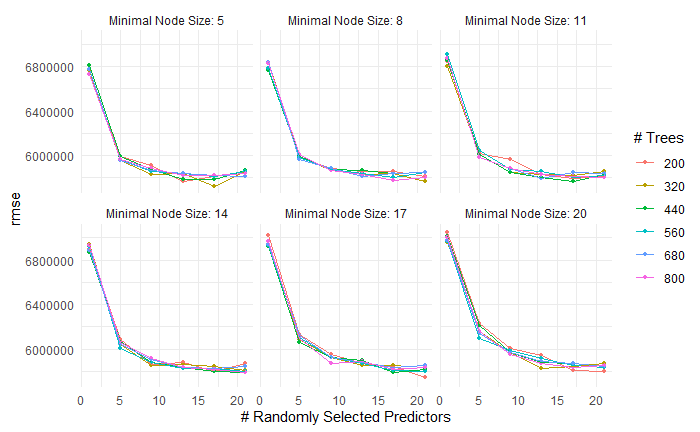 Minimal Node Size: 5 Minimal Node Size: 8 Minimal Node Size: 11
6800000
6400000
6000000
Minimal Node Size: 14 Minimal Node Size: 17 Minimal Node Size: 20
6800000
6400000
6000000
0 5 10 15 20 0 5 10 15 20 0 5 10 15 20
# Randomly Selected Predictors
rmse
# Trees
200
320
440
560
680
800